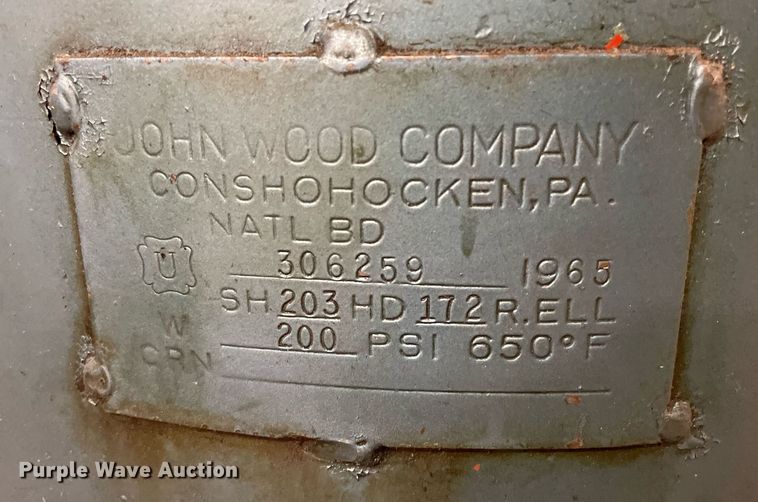 JOHN WOOD COMPANY
CONSHOHOCKEN, PA.
NATL BD
U 306259 1965
SH 203 HD 172 R. ELL
W 200 PSI 650°F
CRN
Purple Wave Auction